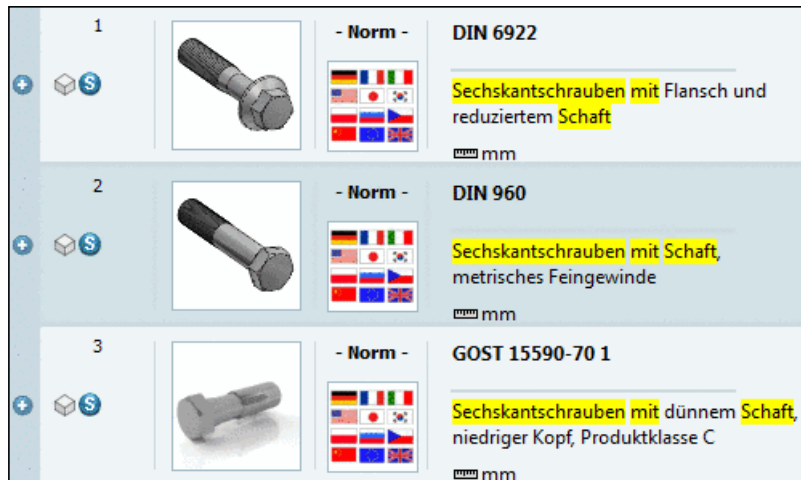 1
- Norm -
DIN 6922
Sechskantschrauben mit Flansch und
reduziertem Schaft
mm
2
- Norm -
DIN 960
Sechskantschrauben mit Schaft,
metrisches Feingewinde
mm
3
- Norm -
GOST 15590-70 1
Sechskantschrauben mit dünnem Schaft,
niedriger Kopf, Produktklasse C
mm